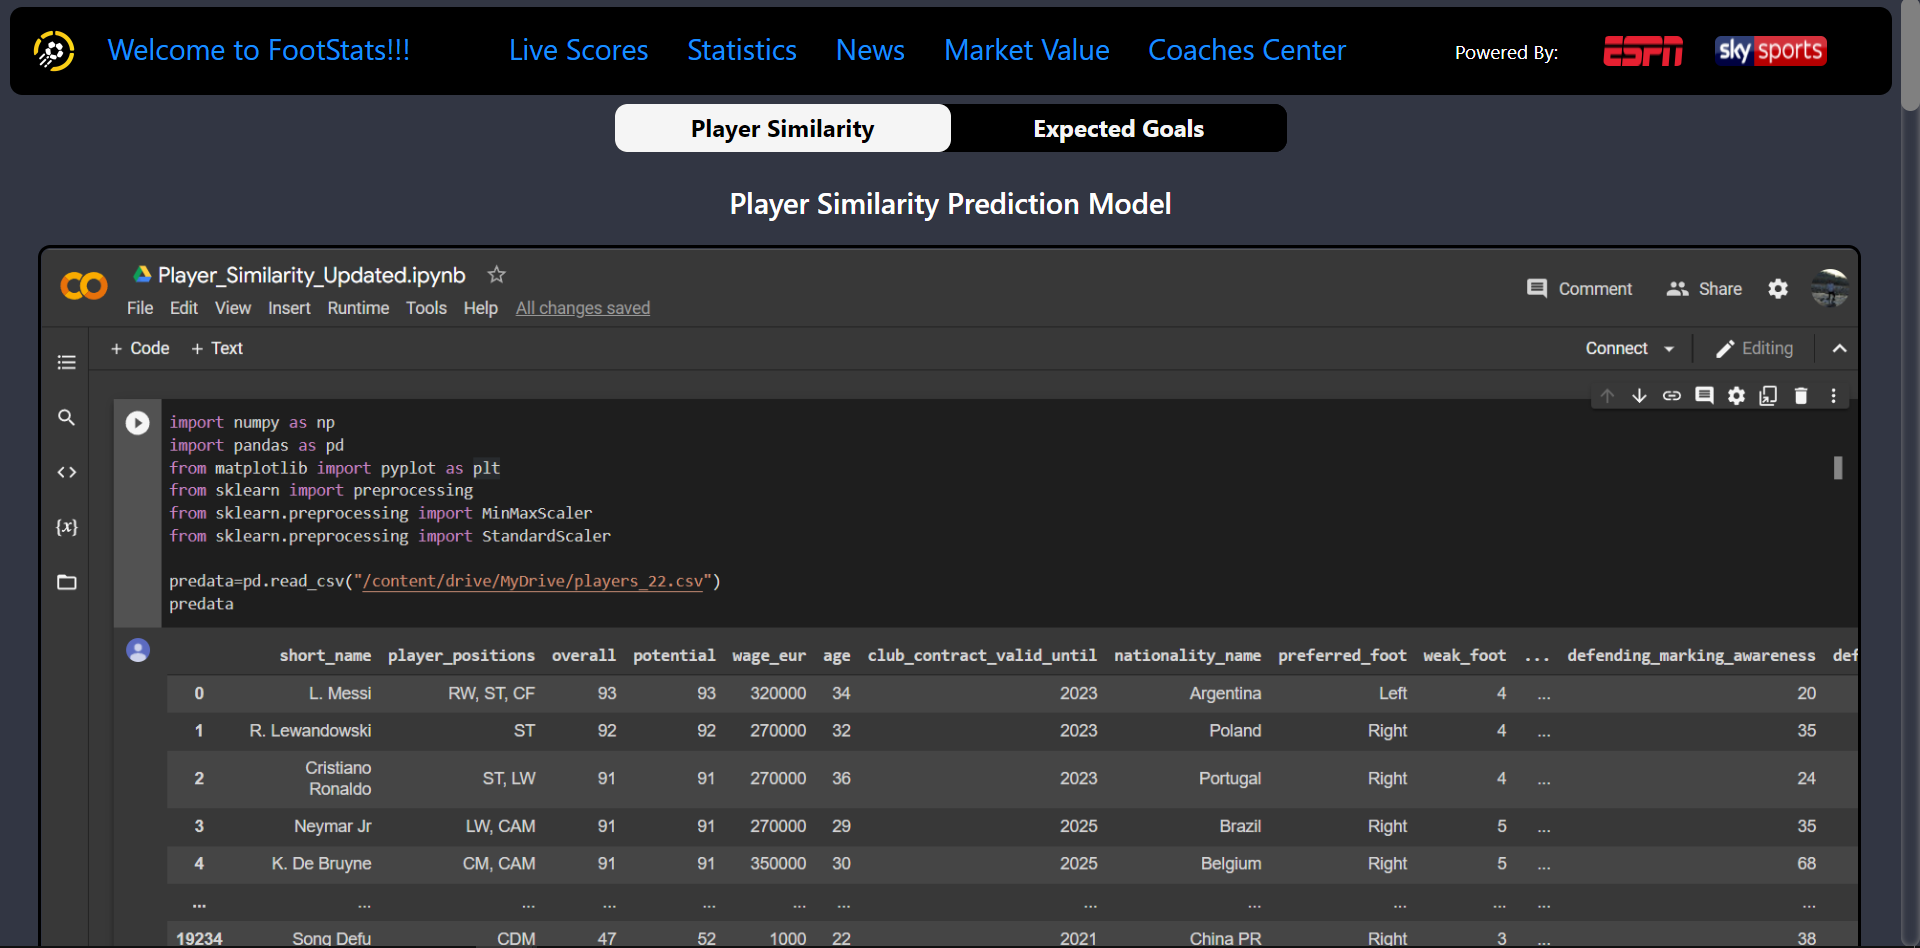 Welcome to FootStats!!! Live Scores Statistics News Market Value Coaches Center Powered By: ESPN sky sports
Player Similarity Expected Goals
Player Similarity Prediction Model
Player_Similarity_Updated.ipynb
Comment Share
File Edit View Insert Runtime Tools Help All changes saved
+ Code + Text Connect Editing
import numpy as np
import pandas as pd
from matplotlib import pyplot as plt
from sklearn import preprocessing
from sklearn.preprocessing import MinMaxScaler
from sklearn.preprocessing import StandardScaler
predata=pd.read_csv("/content/drive/MyDrive/players_22.csv")
predata
short_name player_positions overall potential wage_eur age club_contract_valid_until nationality_name preferred_foot weak_foot ... defending_marking_awareness def
0 L. Messi RW, ST, CF 93 93 320000 34 2023 Argentina Left 4 ... 20
1 R. Lewandowski ST 92 92 270000 32 2023 Poland Right 4 ... 35
2 Cristiano Ronaldo ST, LW 91 91 270000 36 2023 Portugal Right 4 ... 24
3 Neymar Jr LW, CAM 91 91 270000 29 2025 Brazil Right 5 ... 35
4 K. De Bruyne CM, CAM 91 91 350000 30 2025 Belgium Right 5 ... 68
... ... ... ... ... ... ... ... ... ... ... ... ...
19234 Song Defu CDM 47 52 1000 22 2021 China PR Right 3 ... 38